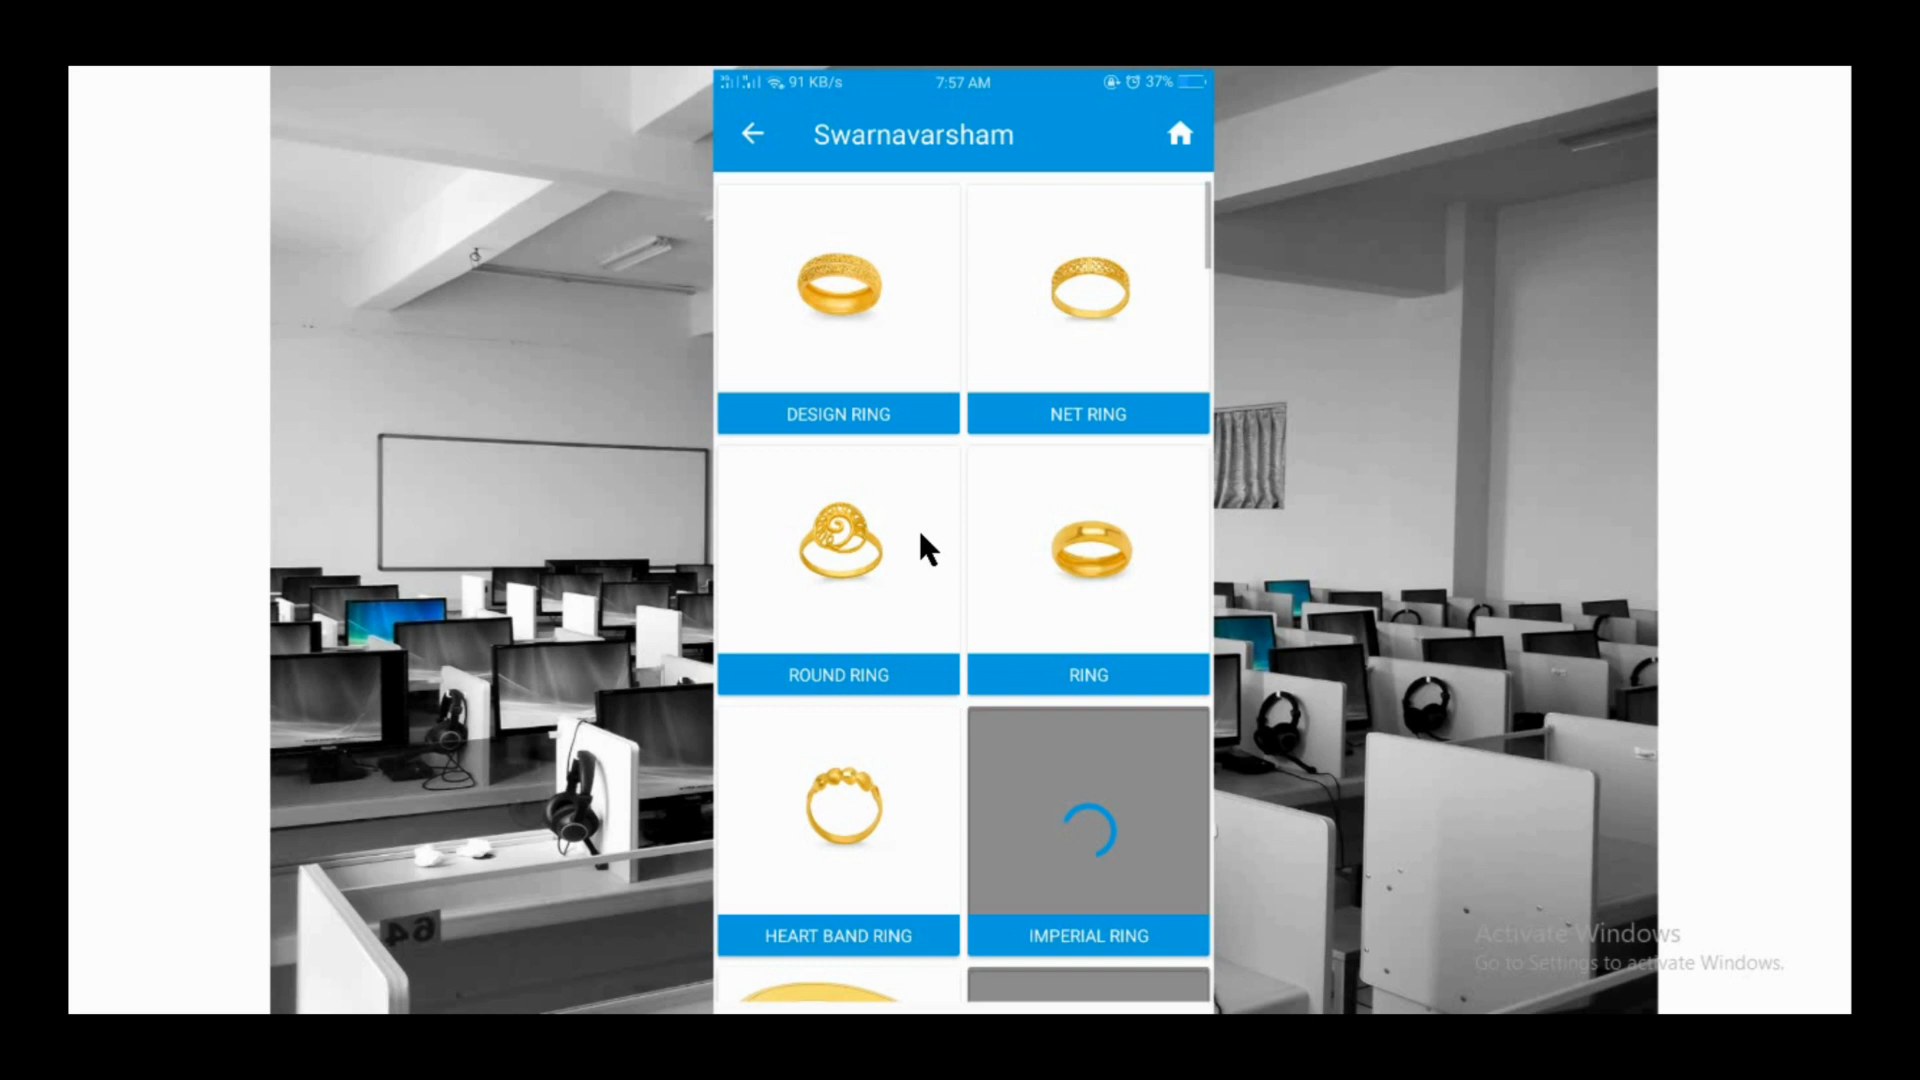 91 KB/s 7:57 AM 37%
Swarnavarsham
DESIGN RING NET RING
ROUND RING RING
HEART BAND RING IMPERIAL RING
64
Activate Windows
Go to Settings to activate Windows.